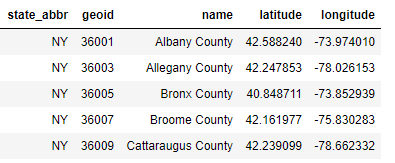 state_abbr geoid name latitude longitude
NY 36001 Albany County 42.588240 -73.974010
NY 36003 Allegany County 42.247853 -78.026153
NY 36005 Bronx County 40.848711 -73.852939
NY 36007 Broome County 42.161977 -75.830283
NY 36009 Cattaraugus County 42.239099 -78.662332